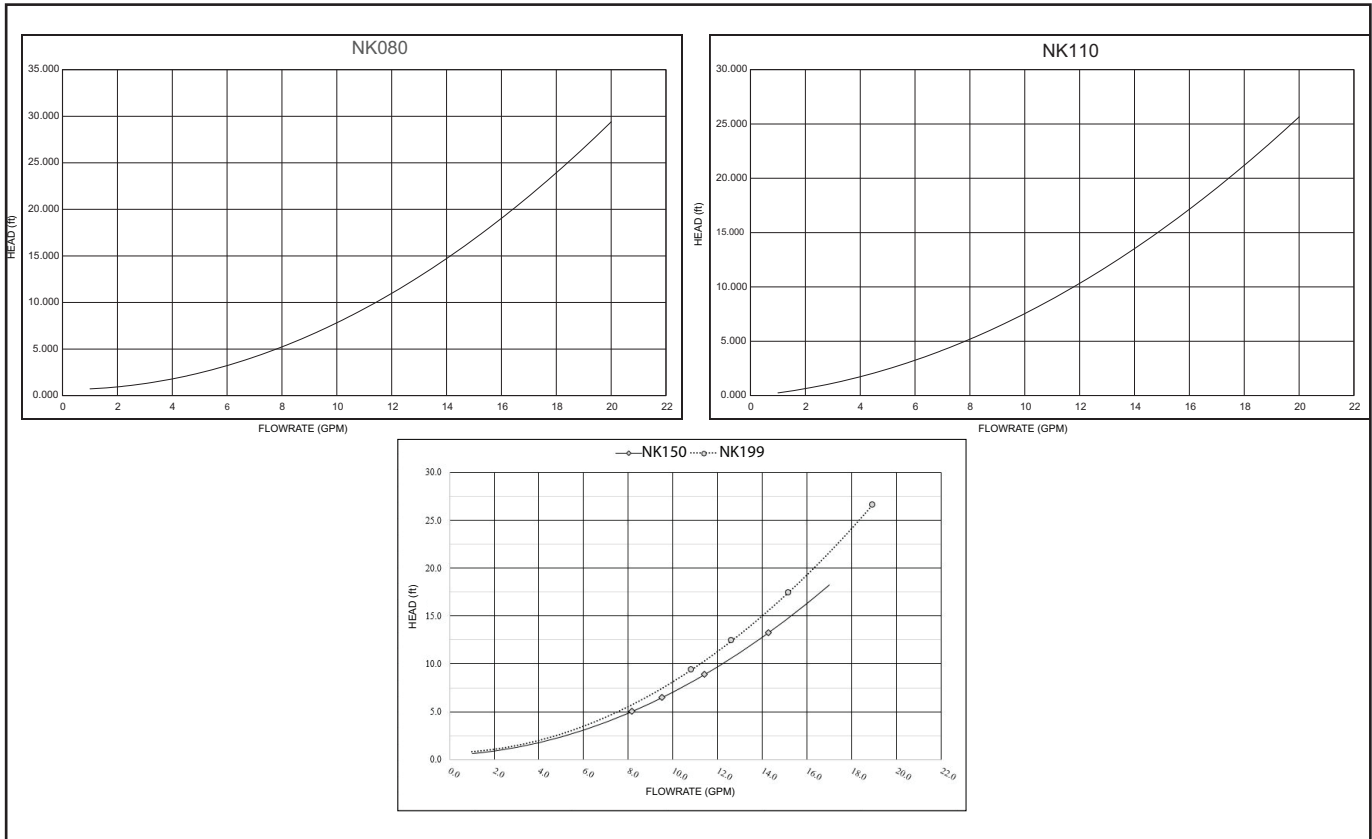 NK080
35.000
30.000
25.000
20.000
15.000
10.000
5.000
0.000
0 2 4 6 8 10 12 14 16 18 20 22
HEAD (ft)
FLOWRATE (GPM)
NK110
30.000
25.000
20.000
15.000
10.000
5.000
0.000
0 2 4 6 8 10 12 14 16 18 20 22
HEAD (ft)
FLOWRATE (GPM)
NK150 NK199
30.0
25.0
20.0
15.0
10.0
5.0
0.0
0.0 2.0 4.0 6.0 8.0 10.0 12.0 14.0 16.0 18.0 20.0 22.0
HEAD (ft)
FLOWRATE (GPM)